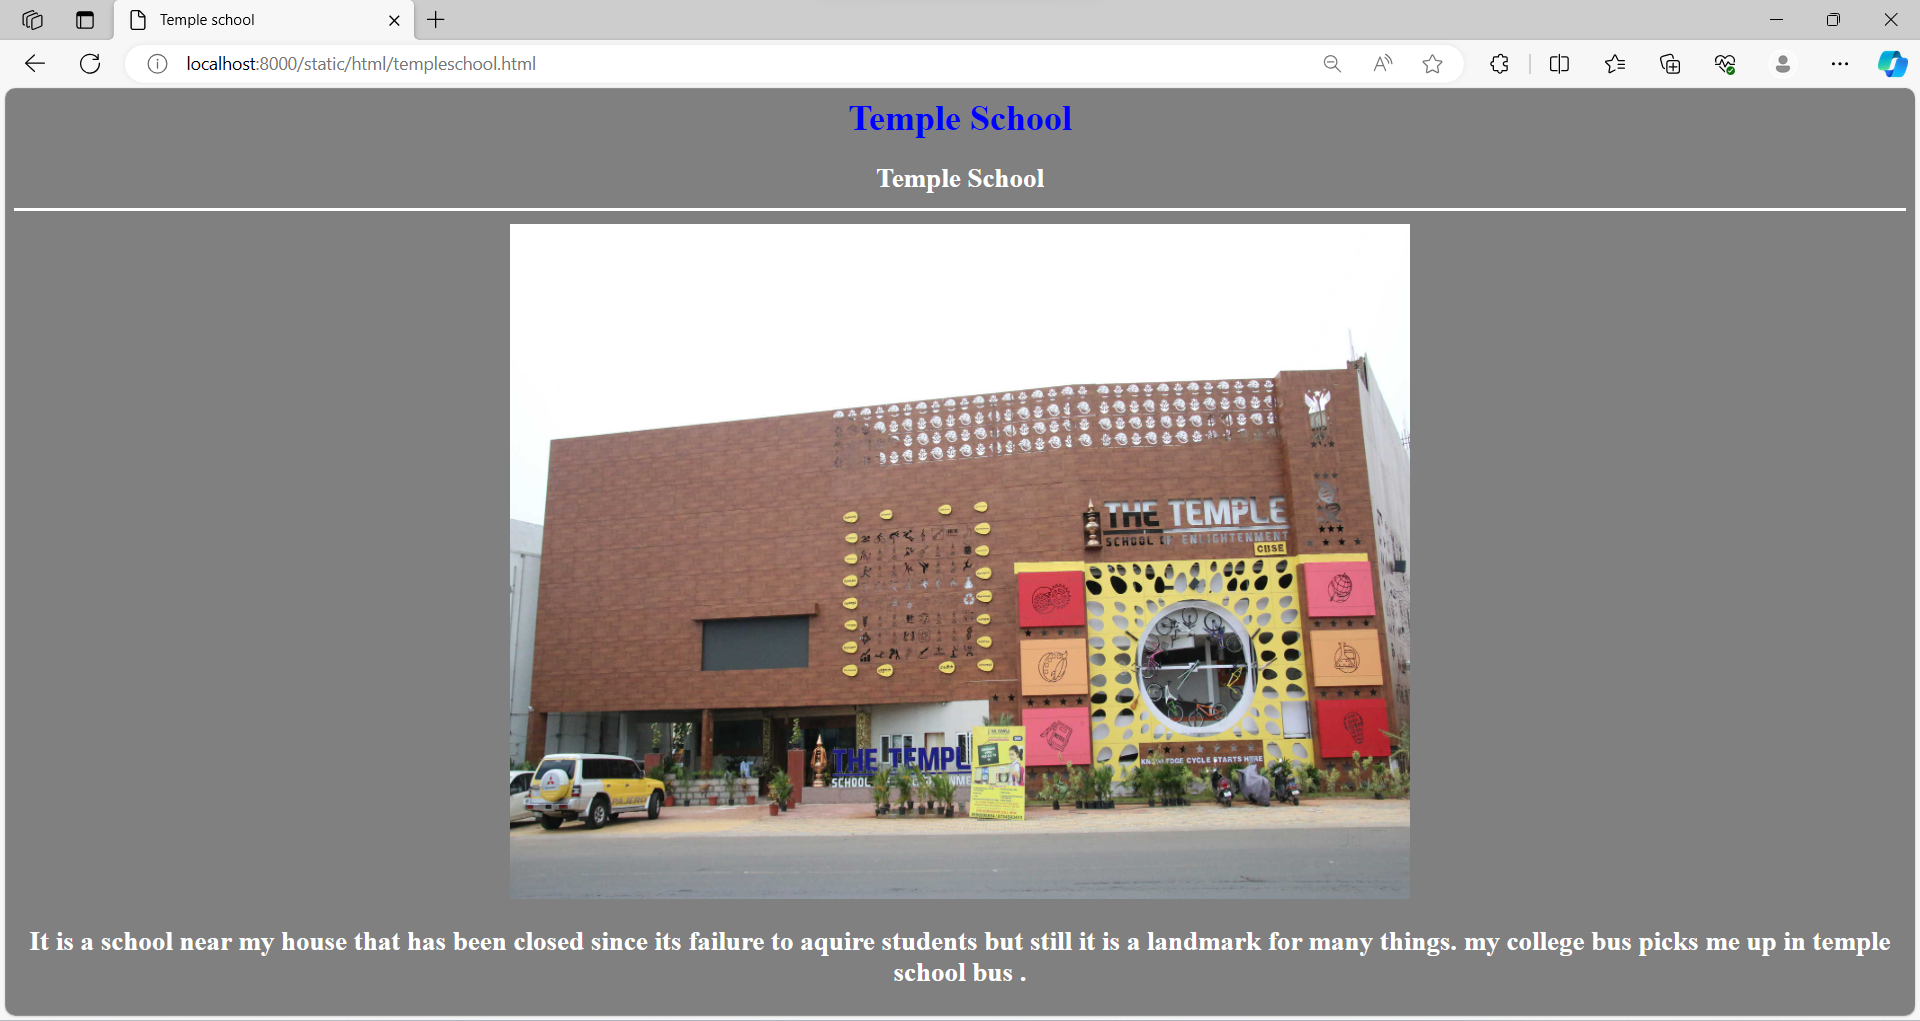 Temple school
localhost:8000/static/html/templeschool.html
Temple School
Temple School
THE TEMPLE
SCHOOL OF ENLIGHTENMENT
CBSE
KNOWLEDGE CYCLE STARTS HERE
THE TEMPL
SCHOOL
PAJERO
It is a school near my house that has been closed since its failure to aquire students but still it is a landmark for many things. my college bus picks me up in temple
school bus .